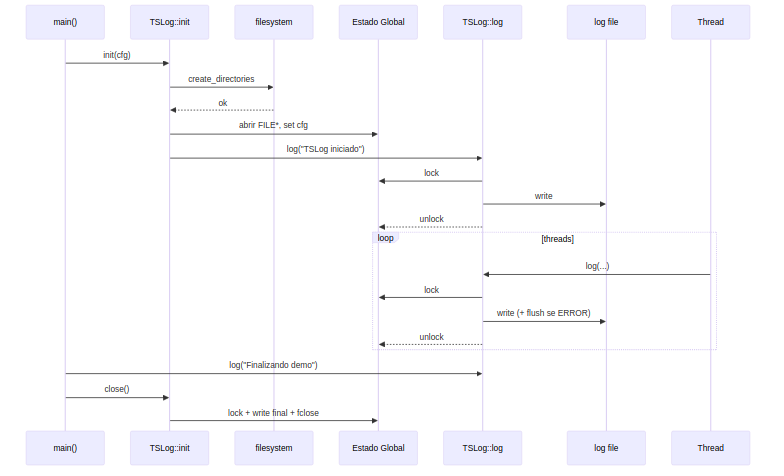 main() TSLog::init filesystem Estado Global TSLog::log log file Thread
init(cfg)
create_directories
ok
abrir FILE*, set cfg
log("TSLog iniciado")
lock
write
unlock
loop [threads]
log(...)
lock
write (+ flush se ERROR)
unlock
log("Finalizando demo")
close()
lock + write final + fclose
main() TSLog::init filesystem Estado Global TSLog::log log file Thread